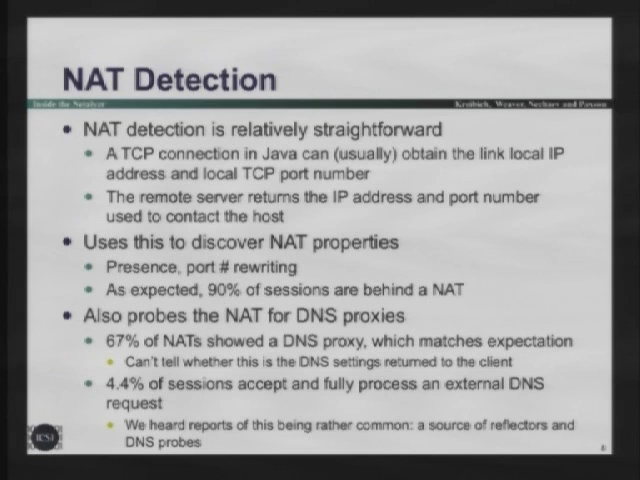 NAT Detection
Inside the Netalyzr
Kreibich, Weaver, Nechaev and Paxson
• NAT detection is relatively straightforward
• A TCP connection in Java can (usually) obtain the link local IP
address and local TCP port number
• The remote server returns the IP address and port number
used to contact the host
• Uses this to discover NAT properties
• Presence, port # rewriting
• As expected, 90% of sessions are behind a NAT
• Also probes the NAT for DNS proxies
• 67% of NATs showed a DNS proxy, which matches expectation
• Can't tell whether this is the DNS settings returned to the client
• 4.4% of sessions accept and fully process an external DNS
request
• We heard reports of this being rather common: a source of reflectors and
DNS probes
ICSI
8